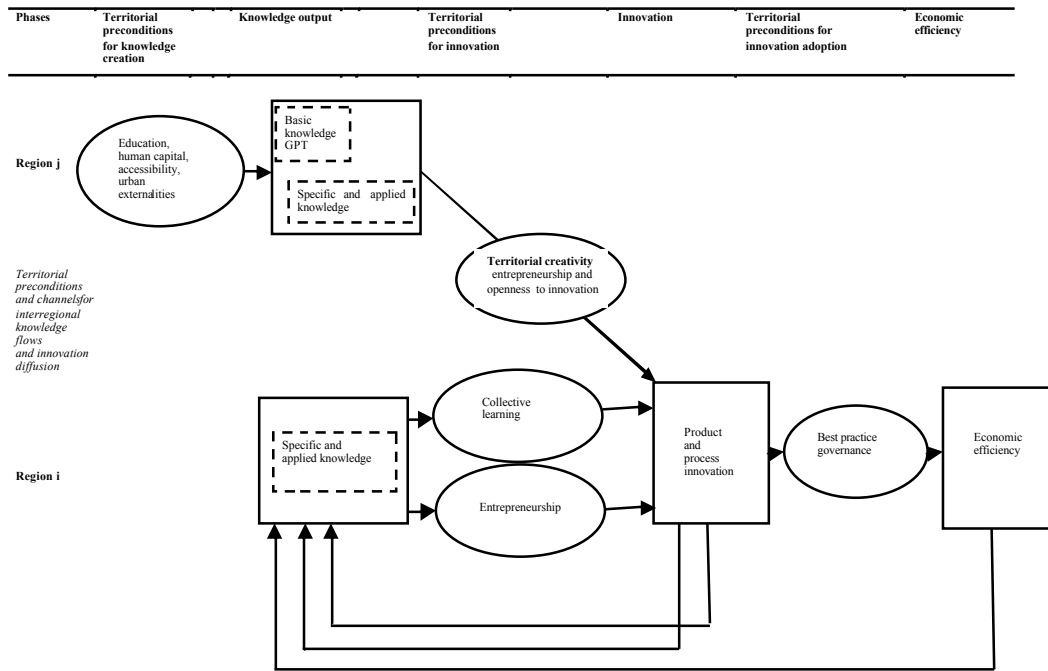 Phases
Territorial
preconditions
for knowledge
creation
Knowledge output
Territorial
preconditions
for innovation
Innovation
Territorial
preconditions for
innovation adoption
Economic
efficiency
Region j
Education,
human capital,
accessibility,
urban
externalities
Basic
knowledge
GPT
Specific and applied
knowledge
Territorial creativity
entrepreneurship and
openness to innovation
Territorial
preconditions
and channelsfor
interregional
knowledge
flows
and innovation
diffusion
Region i
Specific and
applied knowledge
Collective
learning
Entrepreneurship
Product
and
process
innovation
Best practice
governance
Economic
efficiency